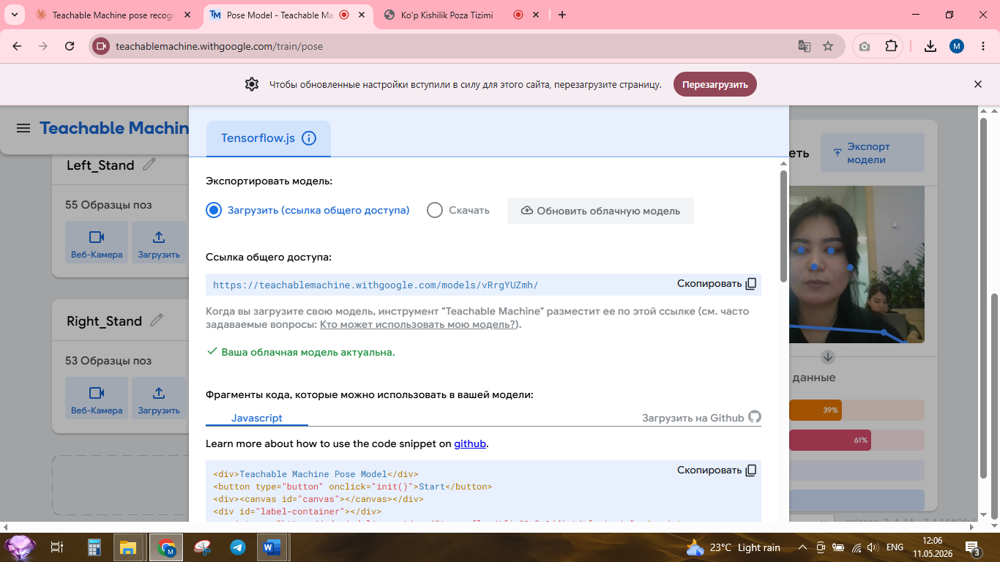 Teachable Machine pose recogn
Pose Model - Teachable Ma
Ko'p Kishilik Poza Tizimi
teachablemachine.withgoogle.com/train/pose
M
Чтобы обновленные настройки вступили в силу для этого сайта, перезагрузите страницу.
Перезагрузить
Teachable Machin
Tensorflow.js
еть
Экспорт
модели
Left_Stand
55 Образцы поз
Веб-Камера
Загрузить
Right_Stand
53 Образцы поз
Веб-Камера
Загрузить
Экспортировать модель:
Загрузить (ссылка общего доступа)
Скачать
Обновить облачную модель
Ссылка общего доступа:
https://teachablemachine.withgoogle.com/models/vRrgYUZmh/
Скопировать
Когда вы загрузите свою модель, инструмент "Teachable Machine" разместит ее по этой ссылке (см. часто
задаваемые вопросы: Кто может использовать мою модель?).
Ваша облачная модель актуальна.
Фрагменты кода, которые можно использовать в вашей модели:
Javascript
Загрузить на Github
Learn more about how to use the code snippet on github.
Скопировать
<div>Teachable Machine Pose Model</div>
<button type="button" onclick="init()">Start</button>
<div><canvas id="canvas"></canvas></div>
<div id="label-container"></div>
данные
39%
61%
23°C Light rain
ENG
12:06
11.05.2026
3